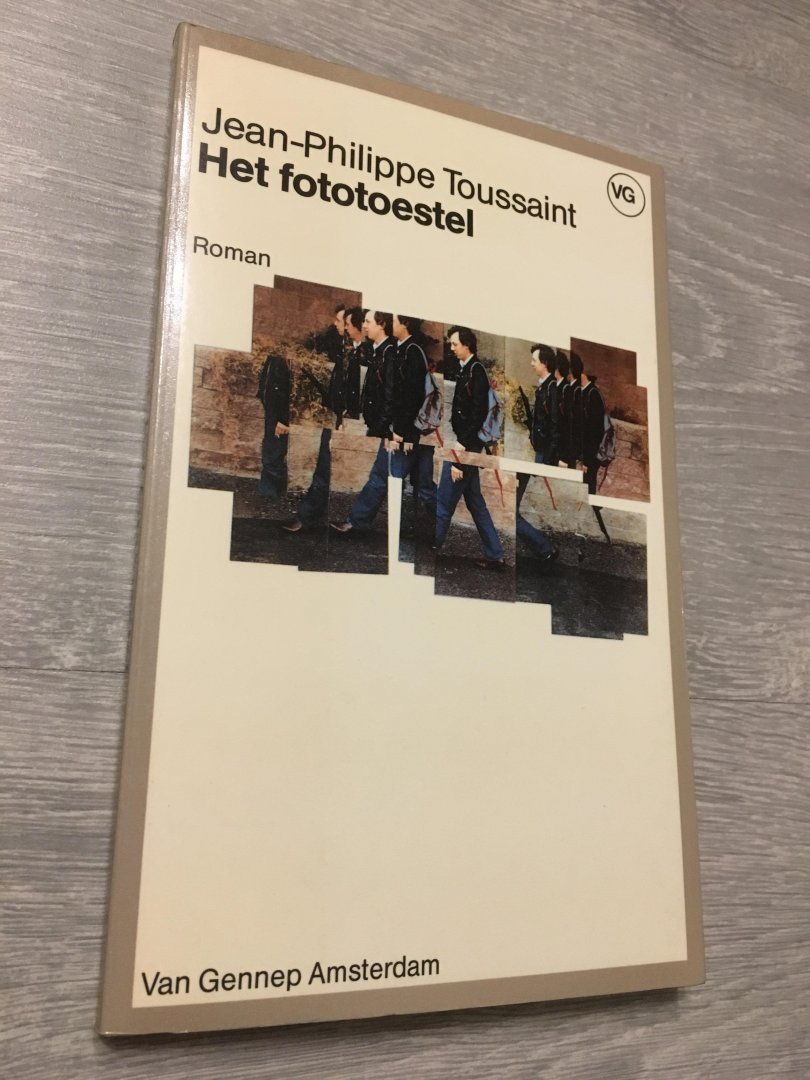 Jean-Philippe Toussaint
Het fototoestel
VG
Roman
Van Gennep Amsterdam